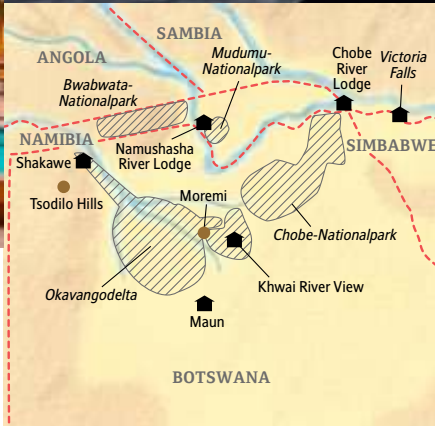 SAMBIA
ANGOLA
Mudumu-
Nationalpark
Chobe
River
Lodge
Victoria
Falls
Bwabwata-
Nationalpark
NAMIBIA
Namushasha
River Lodge
SIMBABWE
Shakawe
Tsodilo Hills
Moremi
Chobe-Nationalpark
Okavangodelta
Khwai River View
Maun
BOTSWANA